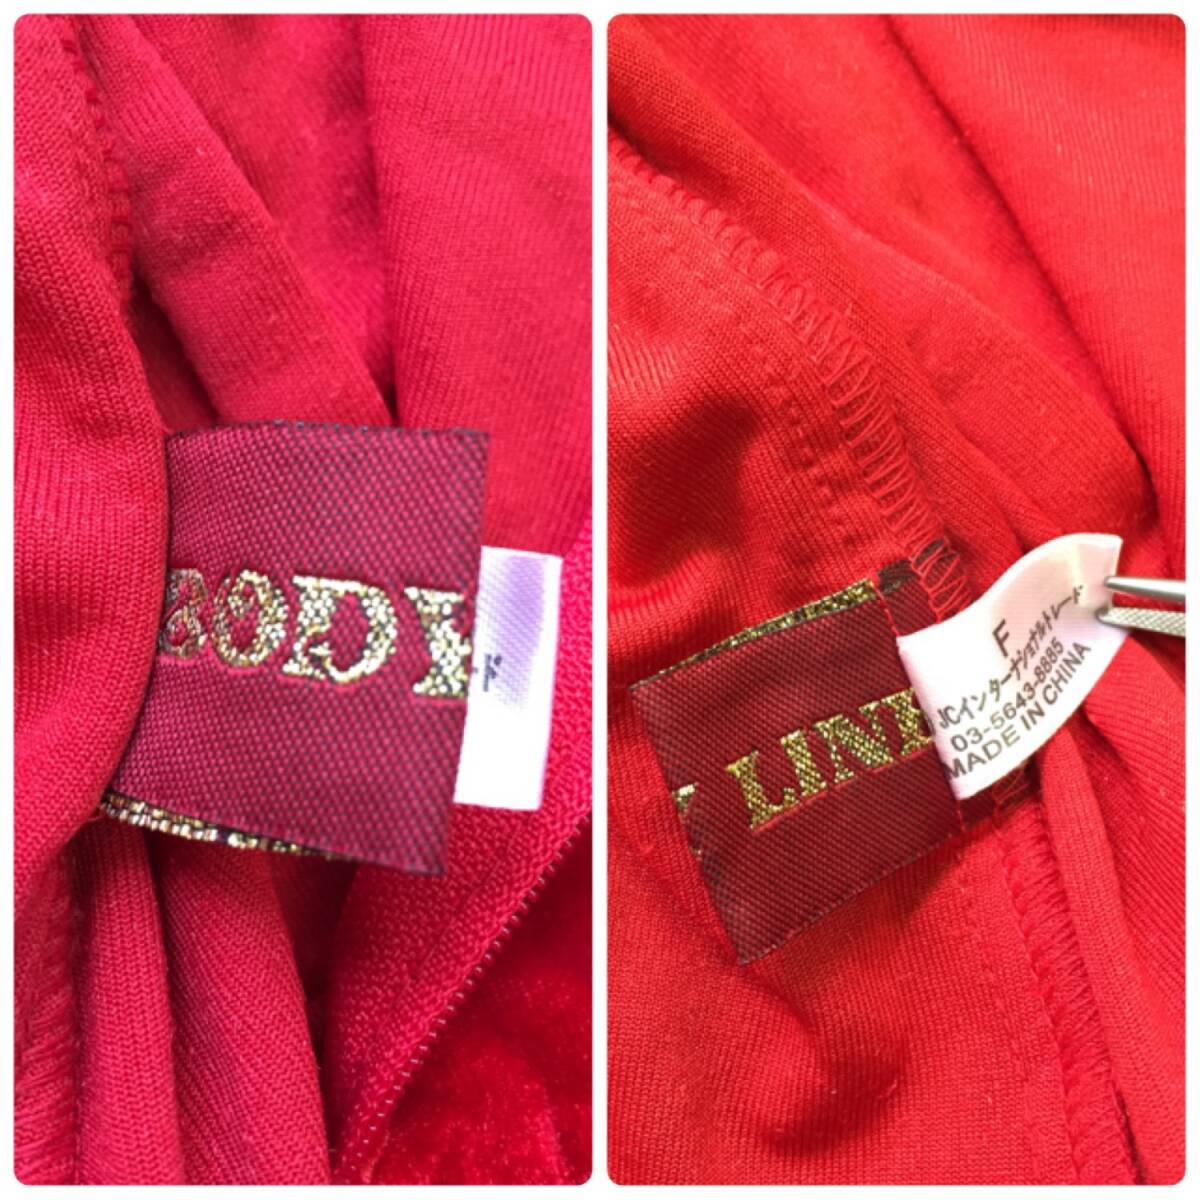 BODY
Y LINE
F
JCインターナショナルトレード
03-5643-8885
MADE IN CHINA